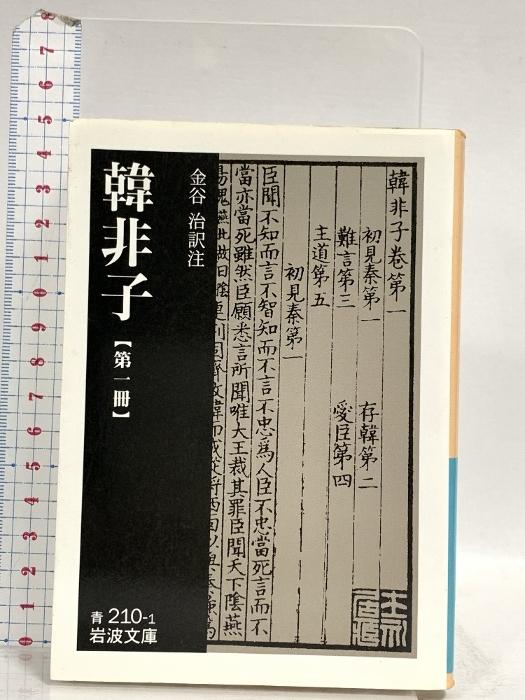 韓非子
【第一冊】
金谷 治訳注
韓非子卷第一
初見秦第一 存韓第二
難言第三 愛臣第四
主道第五
初見秦第一
臣聞不知而言不智知而不言不忠爲人臣不忠當死言而不
當亦當死雖然臣願悉言所聞唯大王裁其罪臣聞天下陰燕
青 210-1
岩波文庫